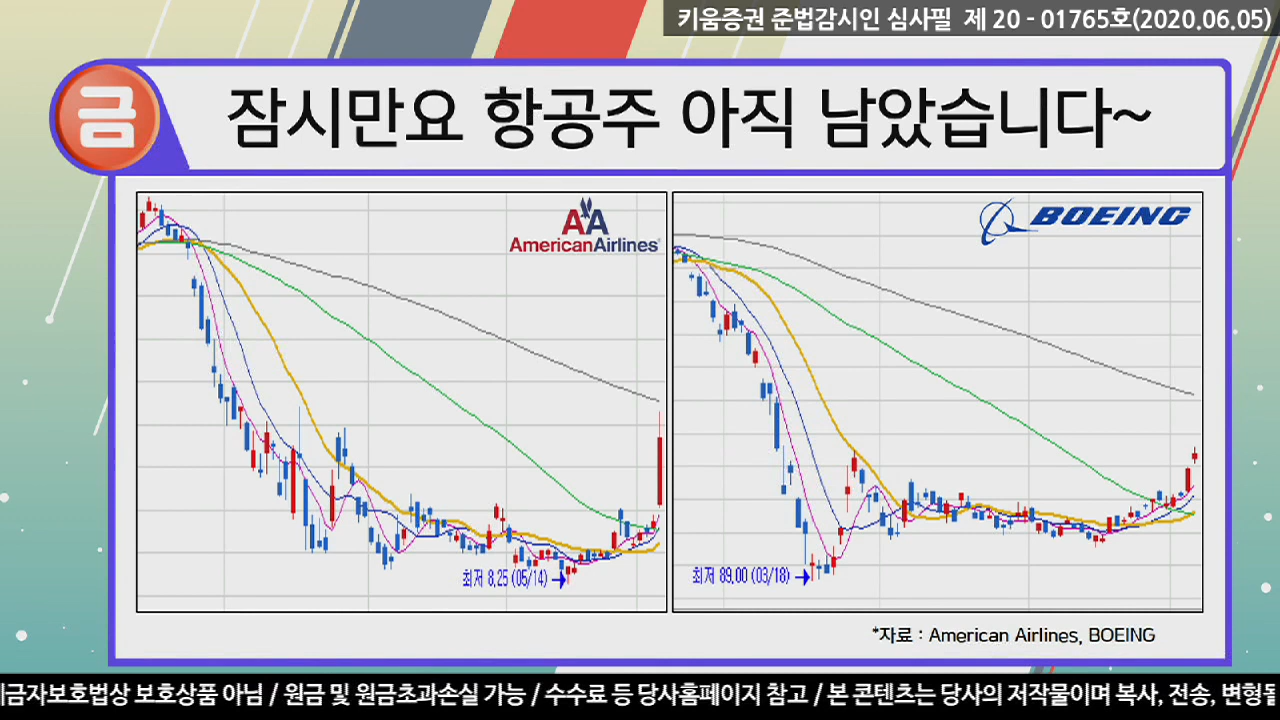 키움증권 준법감시인 심사필 제 20 - 01765호(2020.06.05)
금
잠시만요 항공주 아직 남았습니다~
AA
AmericanAirlines
BOEING
최저 8,25 (05/14)
최저 89,00 (03/18)
*자료 : American Airlines, BOEING
금자보호법상 보호상품 아님 / 원금 및 원금초과손실 가능 / 수수료 등 당사홈페이지 참고 / 본 콘텐츠는 당사의 저작물이며 복사, 전송, 변형